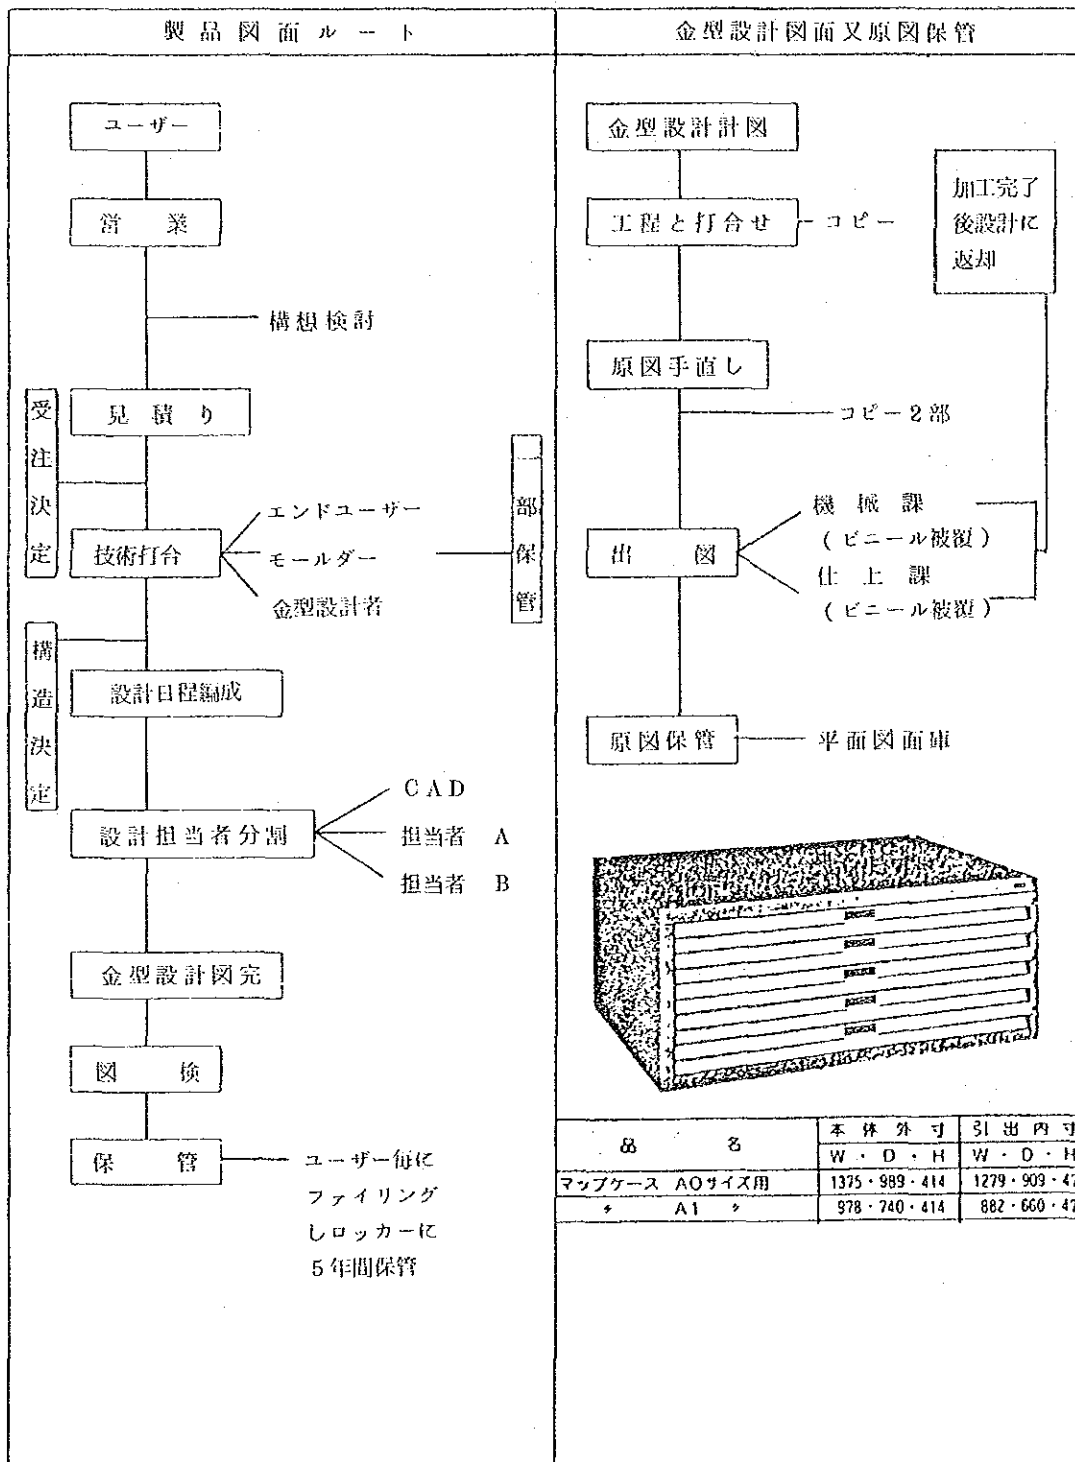 製品図面ルート
ユーザー
営業
構想検討
見積り
受注決定
技術打合
エンドユーザー
モールダー
金型設計者
一部保管
構造決定
設計日程編成
設計担当者分割
CAD
担当者 A
担当者 B
金型設計図完
図検
保管
ユーザー毎に
ファイリング
しロッカーに
5年間保管
金型設計図面又原図保管
金型設計計図
工程と打合せ
コピー
加工完了
後設計に
返却
原図手直し
コピー2部
出図
機械課
(ビニール被覆)
仕上課
(ビニール被覆)
原図保管
平面図面庫
品名 本体外寸 引出内寸
W・D・H W・D・H
マップケース AOサイズ用 1375・989・414 1279・909・47
〃 A1 〃 978・740・414 882・660・47